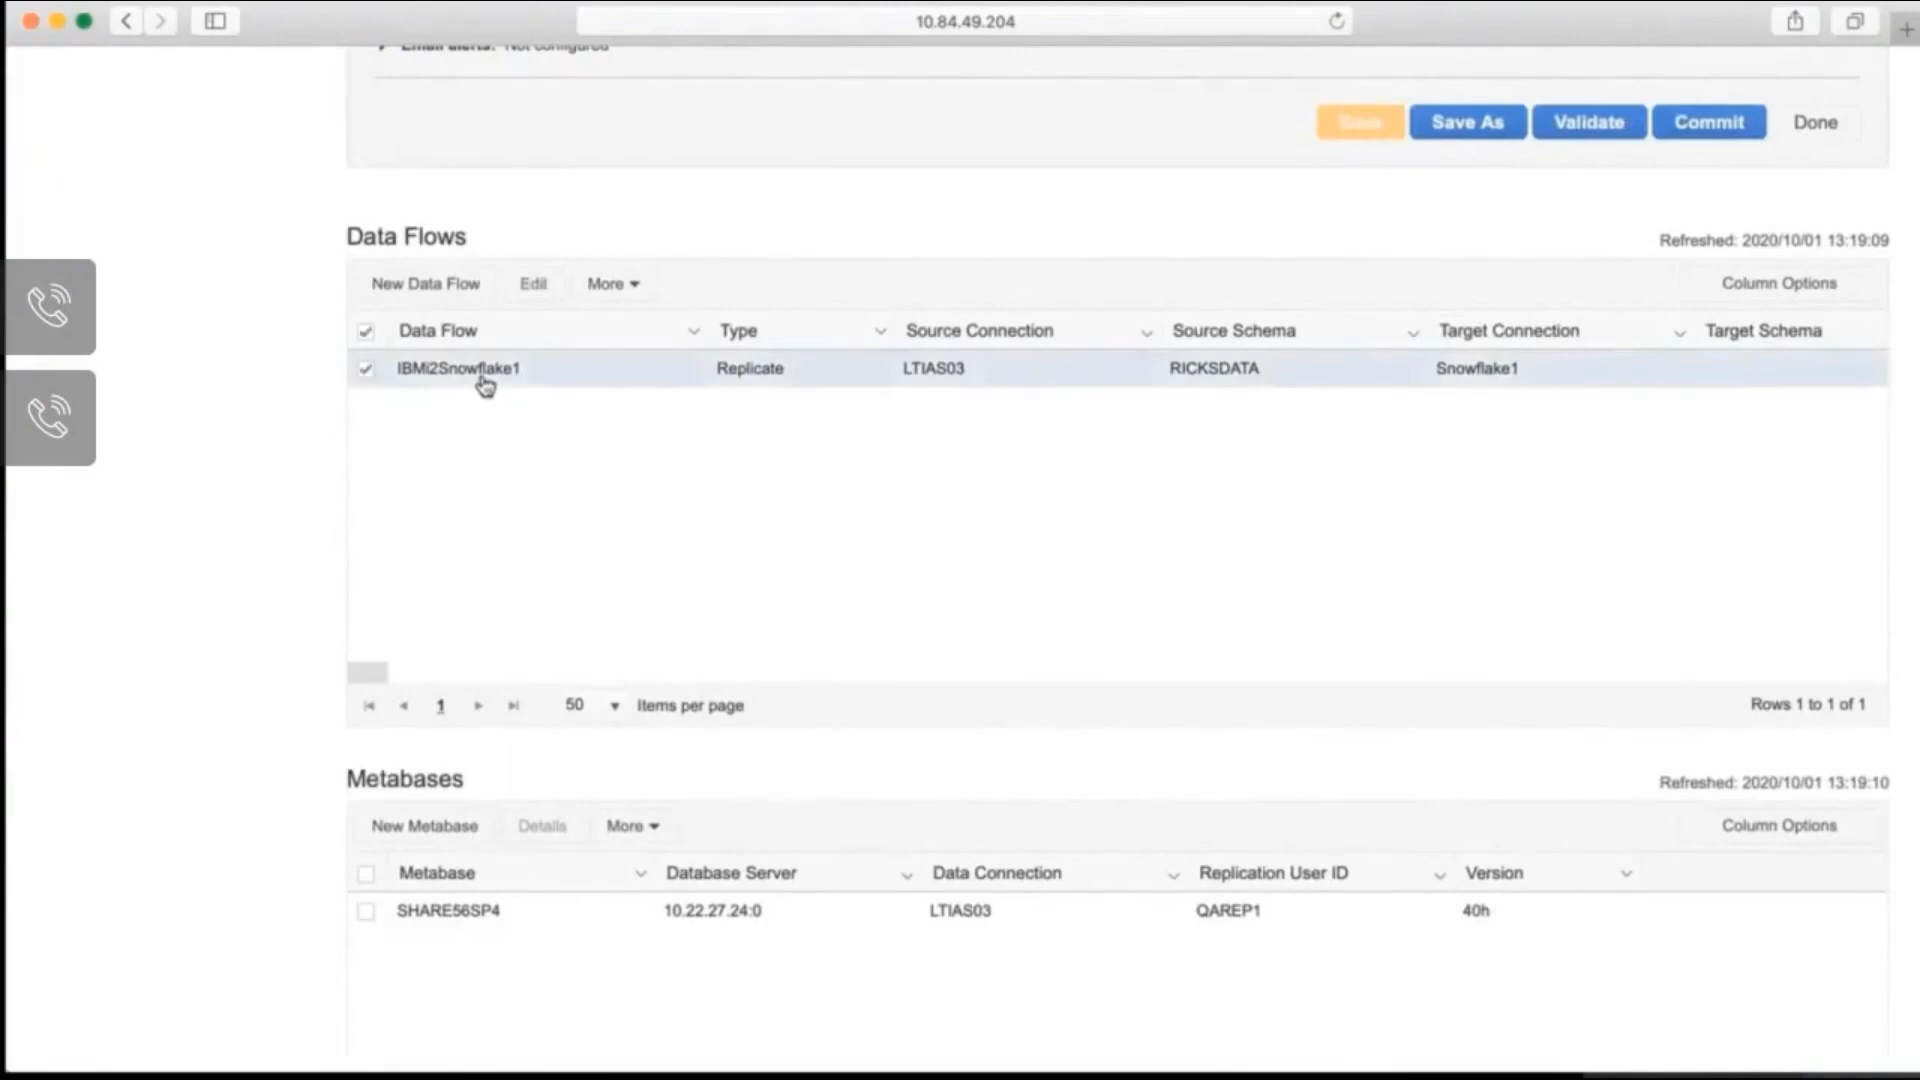 10.84.49.204
Email alerts: Not configured
Save As Validate Commit Done
Data Flows
Refreshed: 2020/10/01 13:19:09
New Data Flow Edit More Column Options
Data Flow Type Source Connection Source Schema Target Connection Target Schema
IBMi2Snowflake1 Replicate LTIAS03 RICKSDATA Snowflake1
1 50 items per page Rows 1 to 1 of 1
Metabases
Refreshed: 2020/10/01 13:19:10
New Metabase Details More Column Options
Metabase Database Server Data Connection Replication User ID Version
SHARE56SP4 10.22.27.24:0 LTIAS03 QAREP1 40h